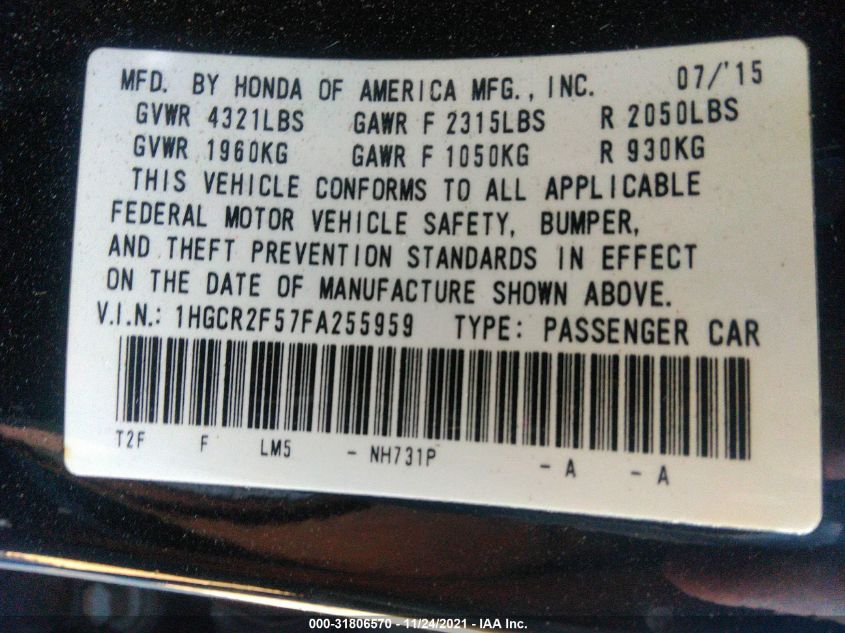 MFD. BY HONDA OF AMERICA MFG., INC. 07/'15
GVWR 4321LBS GAWR F 2315LBS R 2050LBS
GVWR 1960KG GAWR F 1050KG R 930KG
THIS VEHICLE CONFORMS TO ALL APPLICABLE
FEDERAL MOTOR VEHICLE SAFETY, BUMPER,
AND THEFT PREVENTION STANDARDS IN EFFECT
ON THE DATE OF MANUFACTURE SHOWN ABOVE.
V.I.N.: 1HGCR2F57FA255959 TYPE: PASSENGER CAR
T2F F LM5 - NH731P - A - A
000-31806570 - 11/24/2021 - IAA Inc.